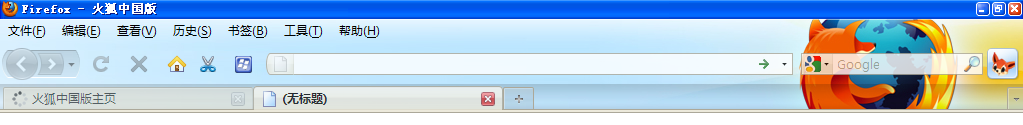 Firefox - 火狐中国版
文件(F) 编辑(E) 查看(V) 历史(S) 书签(B) 工具(T) 帮助(H)
Google
火狐中国版主页 (无标题)